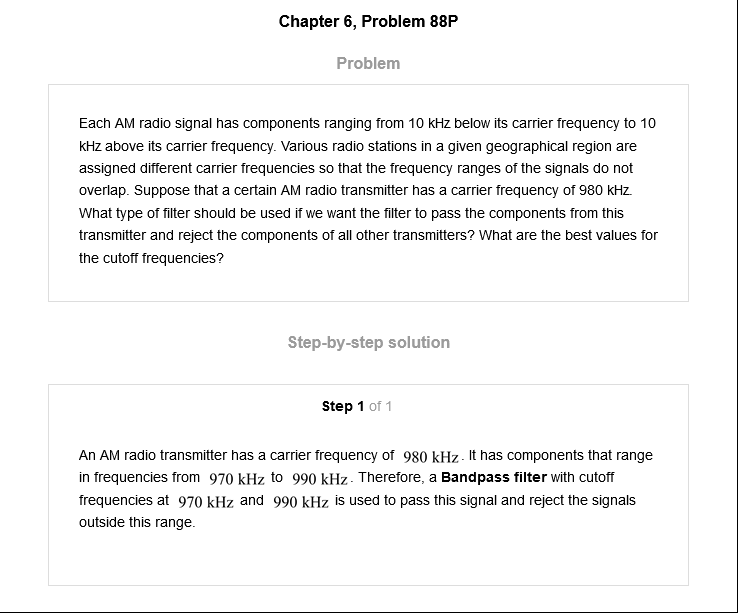 Chapter 6, Problem 88P
Problem
Each AM radio signal has components ranging from 10 kHz below its carrier frequency to 10
kHz above its carrier frequency. Various radio stations in a given geographical region are
assigned different carrier frequencies so that the frequency ranges of the signals do not
overlap. Suppose that a certain AM radio transmitter has a carrier frequency of 980 kHz.
What type of filter should be used if we want the filter to pass the components from this
transmitter and reject the components of all other transmitters? What are the best values for
the cutoff frequencies?
Step-by-step solution
Step 1 of 1
An AM radio transmitter has a carrier frequency of 980 kHz. It has components that range
in frequencies from 970 kHz to 990 kHz. Therefore, a Bandpass filter with cutoff
frequencies at 970 kHz and 990 kHz is used to pass this signal and reject the signals
outside this range.